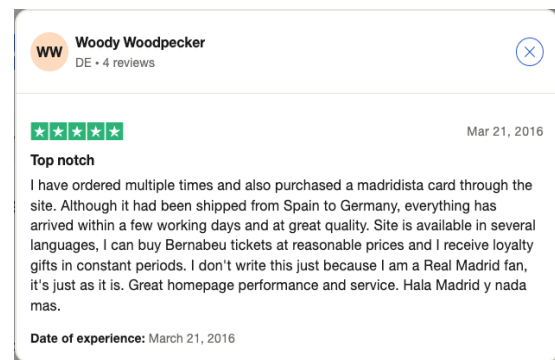 WW
Woody Woodpecker
DE • 4 reviews
Mar 21, 2016
Top notch
I have ordered multiple times and also purchased a madridista card through the
site. Although it had been shipped from Spain to Germany, everything has
arrived within a few working days and at great quality. Site is available in several
languages, I can buy Bernabeu tickets at reasonable prices and I receive loyalty
gifts in constant periods. I don't write this just because I am a Real Madrid fan,
it's just as it is. Great homepage performance and service. Hala Madrid y nada
mas.
Date of experience: March 21, 2016